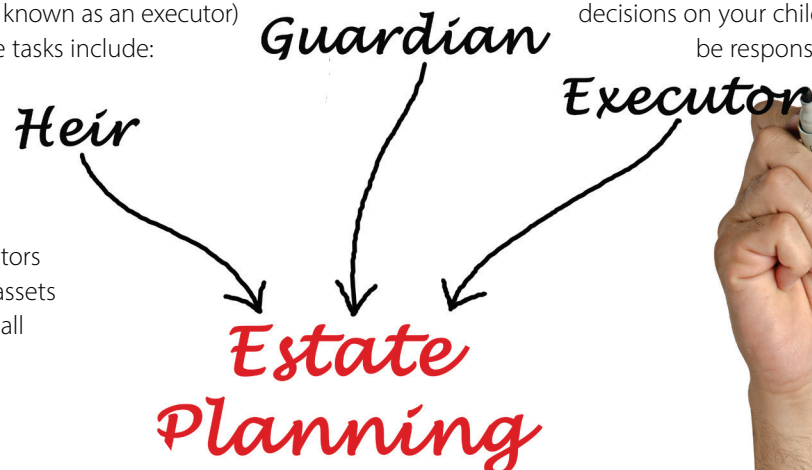 known as an executor)
e tasks include:
decisions on your child
be respons
Guardian
Executor
Heir
tors
assets
all
Estate
Planning